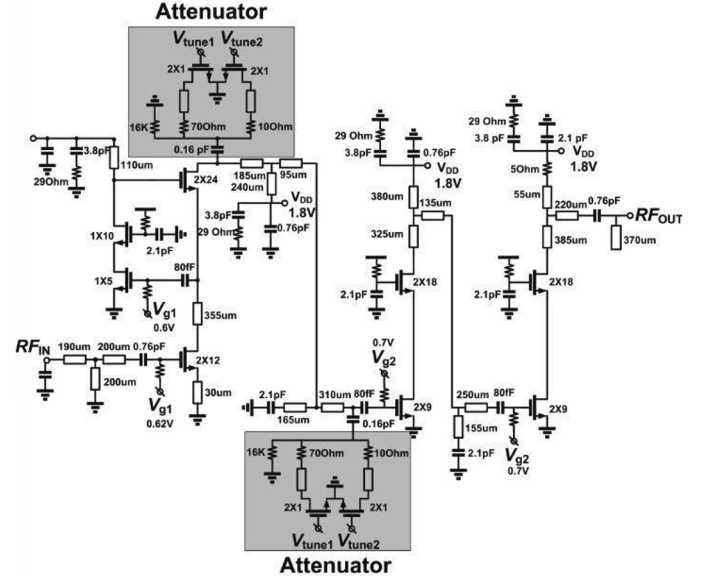 Attenuator
Vtune1 Vtune2
2X1 2X1
16K 70Ohm 10Ohm
0.16 pF
3.8pF
29Ohm
110um
2X24
185um 95um
240um
VDD
1.8V
3.8pF
29 Ohm
0.76pF
1X10
2.1pF
1X5
80fF
Vg1
0.6V
355um
RFIN
190um 200um 0.76pF
200um
2X12
Vg1
0.62V
30um
29 Ohm
3.8pF
0.76pF
VDD
1.8V
380um
135um
325um
2X18
2.1pF
0.7V
Vg2
2.1pF 310um 80fF
165um
0.16pF
2X9
29 Ohm
3.8 pF
2.1 pF
VDD
1.8V
5Ohm
55um
220um 0.76pF
RFOUT
385um
370um
2X18
2.1pF
250um 80fF
2X9
155um
2.1pF
Vg2
0.7V
16K 70Ohm 10Ohm
2X1 2X1
Vtune1 Vtune2
Attenuator